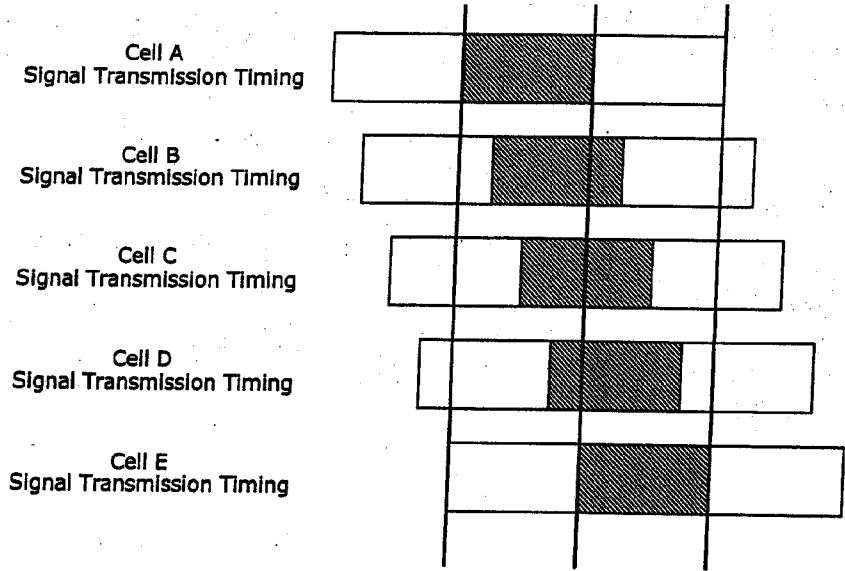 Cell A
Signal Transmission Timing
Cell B
Signal Transmission Timing
Cell C
Signal Transmission Timing
Cell D
Signal Transmission Timing
Cell E
Signal Transmission Timing